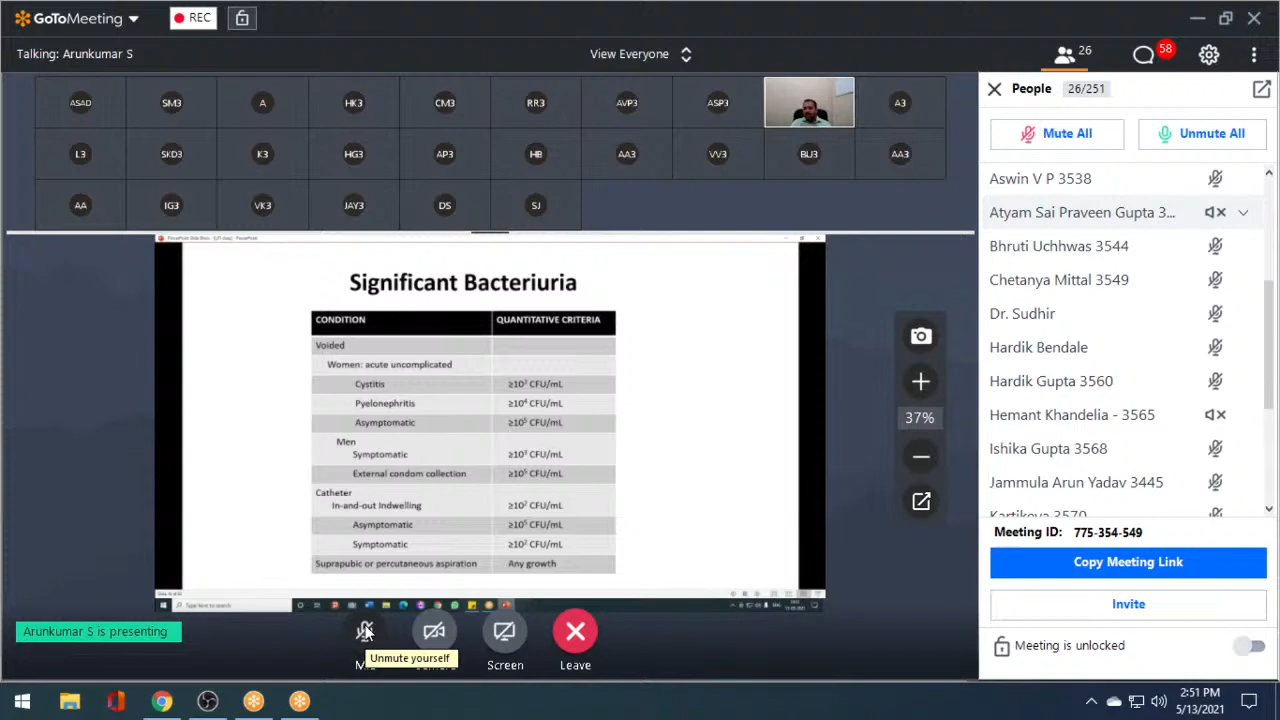 GoToMeeting
REC
Talking: Arunkumar S
View Everyone
26
58
ASAD SM3 A HK3 CM3 RR3 AVP3 ASP3 A3
L3 SKD3 K3 HG3 AP3 HB AA3 VV3 BU3 AA3
AA IG3 VK3 JAY3 DS SJ
People 26/251
Mute All
Unmute All
Aswin V P 3538
Atyam Sai Praveen Gupta 3...
Bhruti Uchhwas 3544
Chetanya Mittal 3549
Dr. Sudhir
Hardik Bendale
Hardik Gupta 3560
Hemant Khandelia - 3565
Ishika Gupta 3568
Jammula Arun Yadav 3445
Kartikeya 3570
Meeting ID: 775-354-549
Copy Meeting Link
Invite
Meeting is unlocked
Significant Bacteriuria
CONDITION QUANTITATIVE CRITERIA
Voided
Women: acute uncomplicated
Cystitis ≥10³ CFU/mL
Pyelonephritis ≥10⁴ CFU/mL
Asymptomatic ≥10⁵ CFU/mL
Men
Symptomatic ≥10³ CFU/mL
External condom collection ≥10⁵ CFU/mL
Catheter
In-and-out Indwelling ≥10² CFU/mL
Asymptomatic ≥10⁵ CFU/mL
Symptomatic ≥10² CFU/mL
Suprapubic or percutaneous aspiration Any growth
Type here to search
37%
Arunkumar S is presenting
Unmute yourself
Screen
Leave
2:51 PM
5/13/2021